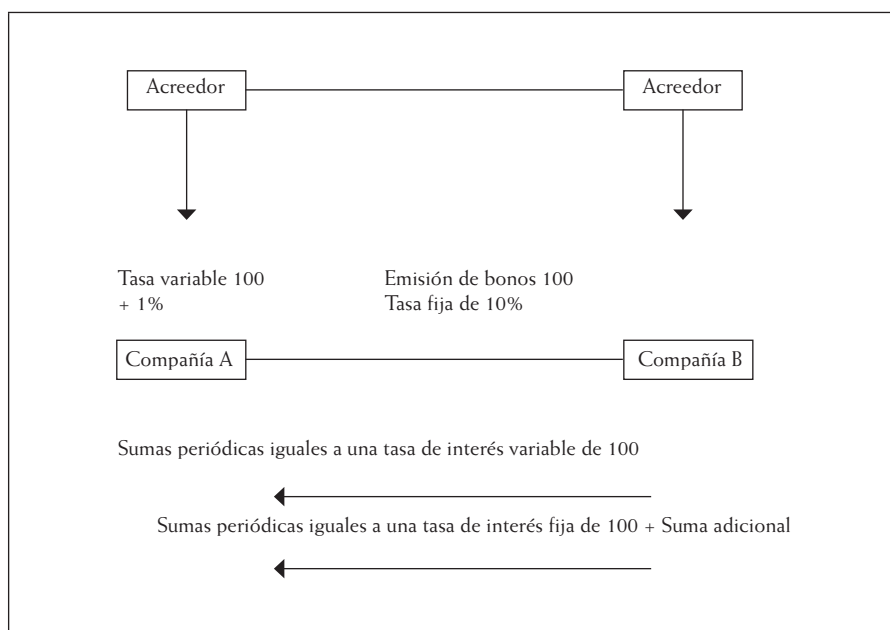 Acreedor
Acreedor
Tasa variable 100
+ 1%
Emisión de bonos 100
Tasa fija de 10%
Compañía A
Compañía B
Sumas periódicas iguales a una tasa de interés variable de 100
Sumas periódicas iguales a una tasa de interés fija de 100 + Suma adicional